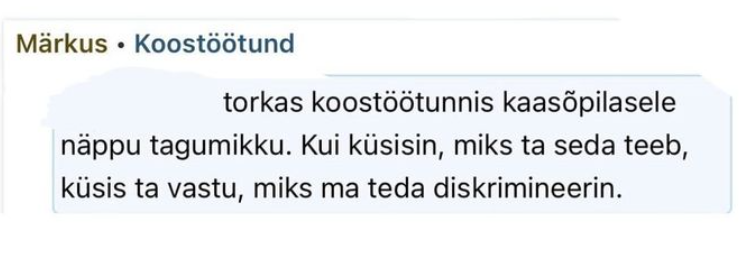 Märkus • Koostöötund
torkas koostöötunnis kaasõpilasele
näppu tagumikku. Kui küsisin, miks ta seda teeb,
küsis ta vastu, miks ma teda diskrimineerin.